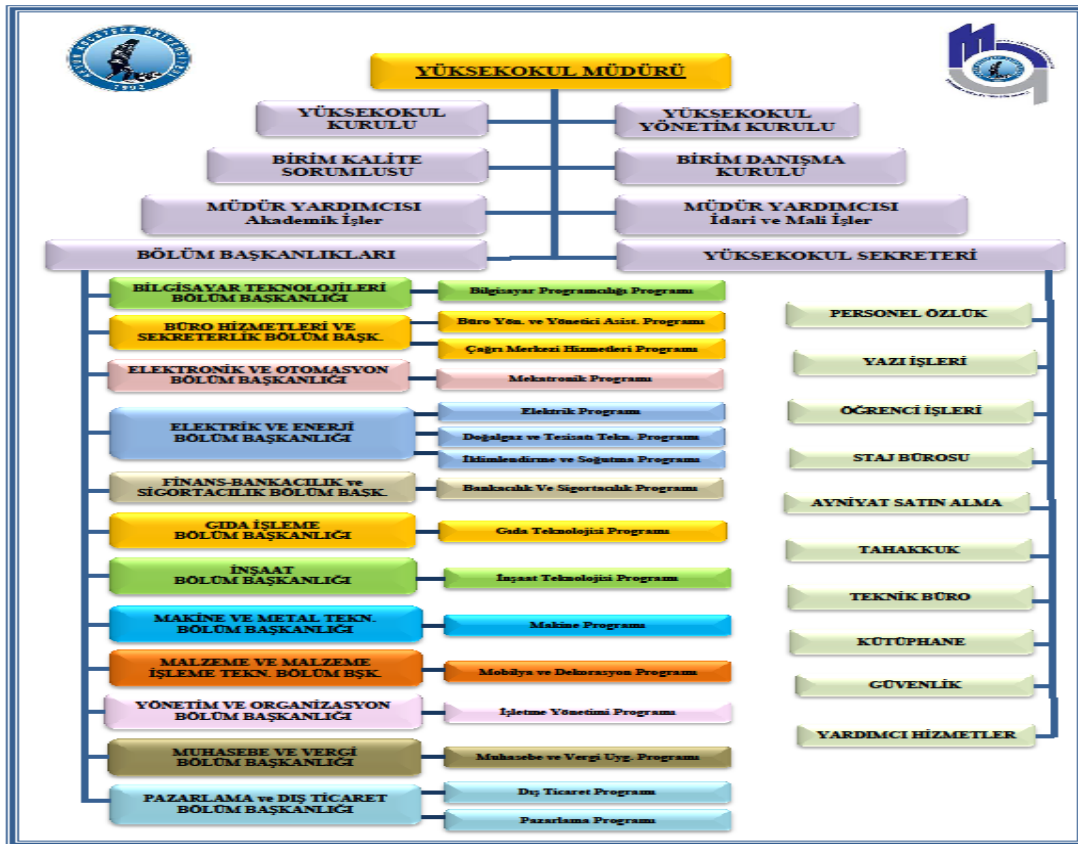 AFYON KOCATEPE ÜNİVERSİTESİ
1992
YÜKSEKOKUL MÜDÜRÜ
YÜKSEKOKUL
KURULU
YÜKSEKOKUL
YÖNETİM KURULU
BİRİM KALİTE
SORUMLUSU
BİRİM DANIŞMA
KURULU
MÜDÜR YARDIMCISI
Akademik İşler
MÜDÜR YARDIMCISI
İdari ve Mali İşler
BÖLÜM BAŞKANLIKLARI
YÜKSEKOKUL SEKRETERİ
BİLGİSAYAR TEKNOLOJİLERİ
BÖLÜM BAŞKANLIĞI
Bilgisayar Programcılığı Programı
BÜRO HİZMETLERİ VE
SEKRETERLİK BÖLÜM BAŞK.
Büro Yön. ve Yönetici Asist. Programı
Çağrı Merkezi Hizmetleri Programı
ELEKTRONİK VE OTOMASYON
BÖLÜM BAŞKANLIĞI
Mekatronik Programı
ELEKTRİK VE ENERJİ
BÖLÜM BAŞKANLIĞI
Elektrik Programı
Doğalgaz ve Tesisatı Tekn. Programı
İklimlendirme ve Soğutma Programı
FİNANS-BANKACILIK ve
SİGORTACILIK BÖLÜM BAŞK.
Bankacılık Ve Sigortacılık Programı
GIDA İŞLEME
BÖLÜM BAŞKANLIĞI
Gıda Teknolojisi Programı
İNŞAAT
BÖLÜM BAŞKANLIĞI
İnşaat Teknolojisi Programı
MAKİNE VE METAL TEKN.
BÖLÜM BAŞKANLIĞI
Makine Programı
MALZEME VE MALZEME
İŞLEME TEKN. BÖLÜM BŞK.
Mobilya ve Dekorasyon Programı
YÖNETİM VE ORGANİZASYON
BÖLÜM BAŞKANLIĞI
İşletme Yönetimi Programı
MUHASEBE VE VERGİ
BÖLÜM BAŞKANLIĞI
Muhasebe ve Vergi Uyg. Programı
PAZARLAMA ve DIŞ TİCARET
BÖLÜM BAŞKANLIĞI
Dış Ticaret Programı
Pazarlama Programı
PERSONEL ÖZLÜK
YAZI İŞLERİ
ÖĞRENCİ İŞLERİ
STAJ BÜROSU
AYNİYAT SATIN ALMA
TAHAKKUK
TEKNİK BÜRO
KÜTÜPHANE
GÜVENLİK
YARDIMCI HİZMETLER